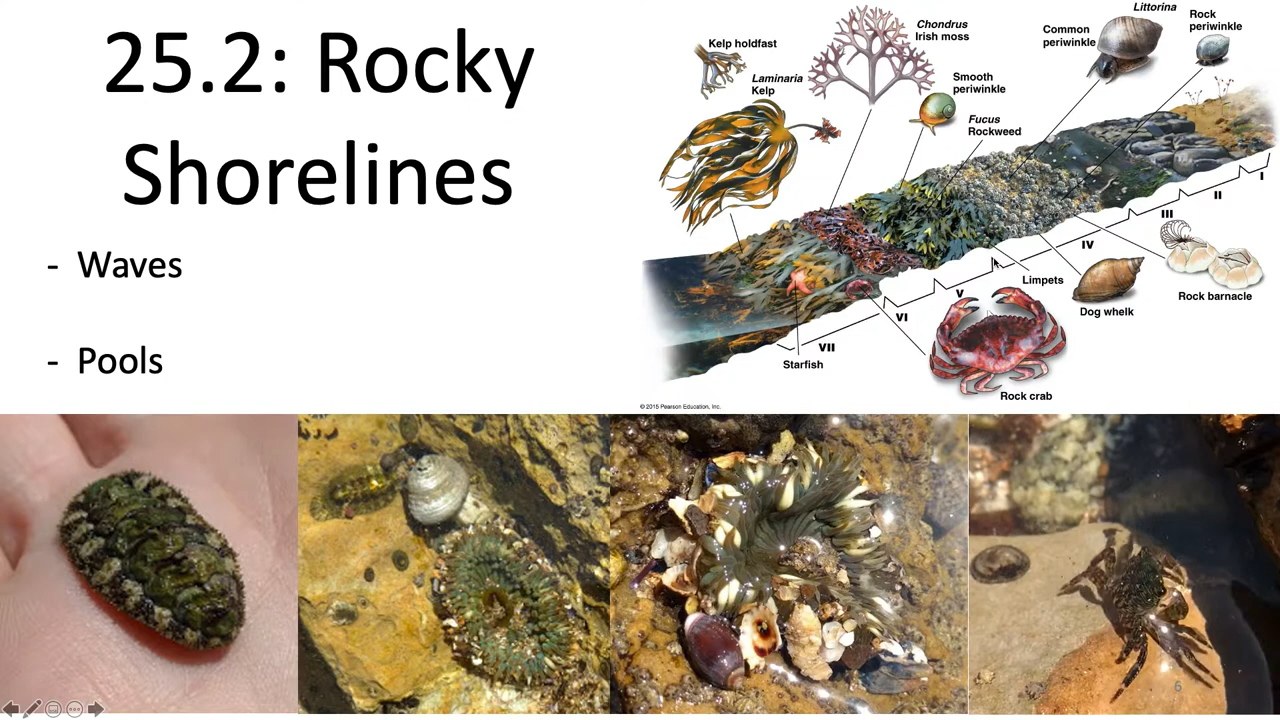 25.2: Rocky
Shorelines
- Waves
- Pools
Kelp holdfast
Laminaria
Kelp
Chondrus
Irish moss
Smooth
periwinkle
Fucus
Rockweed
Common
periwinkle
Littorina
Rock
periwinkle
I
II
III
IV
V
VI
VII
Limpets
Dog whelk
Rock barnacle
Starfish
Rock crab
© 2015 Pearson Education, Inc.
6